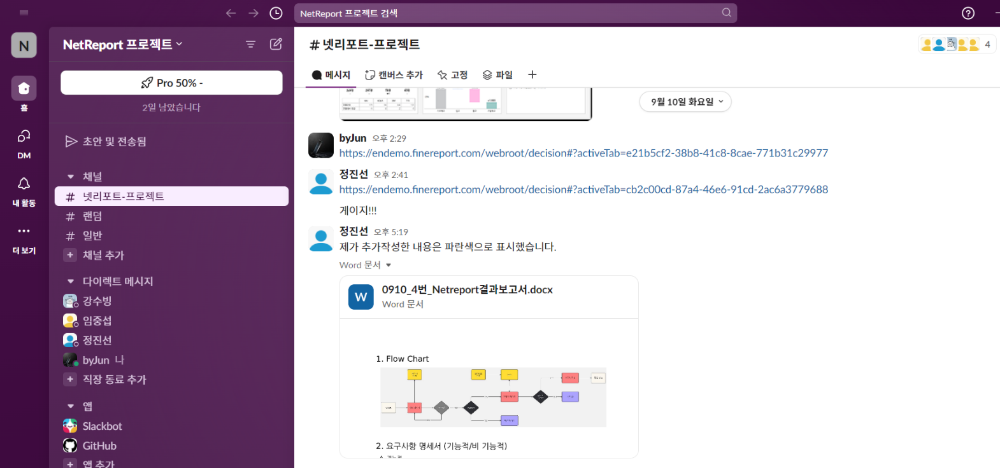 NetReport 프로젝트 검색
N
홈
DM
내 활동
더 보기
NetReport 프로젝트
Pro 50% -
2일 남았습니다
초안 및 전송됨
채널
# 넷리포트-프로젝트
# 랜덤
# 일반
+ 채널 추가
다이렉트 메시지
강수빙
임중섭
정진선
byJun 나
+ 직장 동료 추가
앱
Slackbot
GitHub
+ 앱 추가
# 넷리포트-프로젝트
4
메시지
캔버스 추가
고정
파일
9월 10일 화요일
byJun 오후 2:29
https://endemo.finereport.com/webroot/decision#?activeTab=e21b5cf2-38b8-41c8-8cae-771b31c29977
정진선 오후 2:41
https://endemo.finereport.com/webroot/decision#?activeTab=cb2c00cd-87a4-46e6-91cd-2ac6a3779688
게이지!!!
정진선 오후 5:19
제가 추가작성한 내용은 파란색으로 표시했습니다.
Word 문서
W
0910_4번_Netreport결과보고서.docx
Word 문서
1. Flow Chart
2. 요구사항 명세서 (기능적/비 기능적)